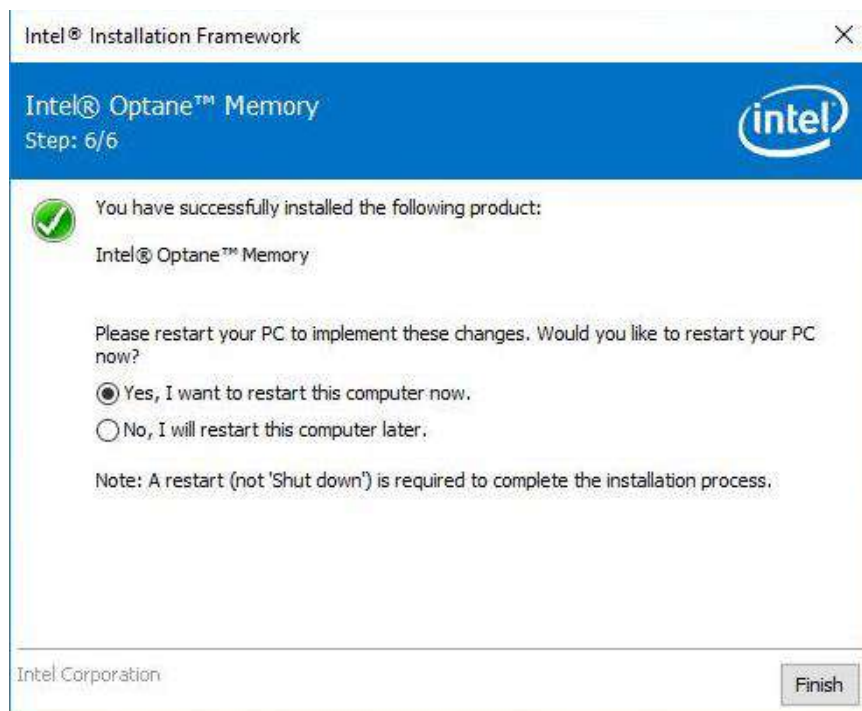 Intel® Installation Framework
Intel® Optane™ Memory
Step: 6/6
intel
You have successfully installed the following product:
Intel® Optane™ Memory
Please restart your PC to implement these changes. Would you like to restart your PC
now?
Yes, I want to restart this computer now.
No, I will restart this computer later.
Note: A restart (not 'Shut down') is required to complete the installation process.
Intel Corporation
Finish